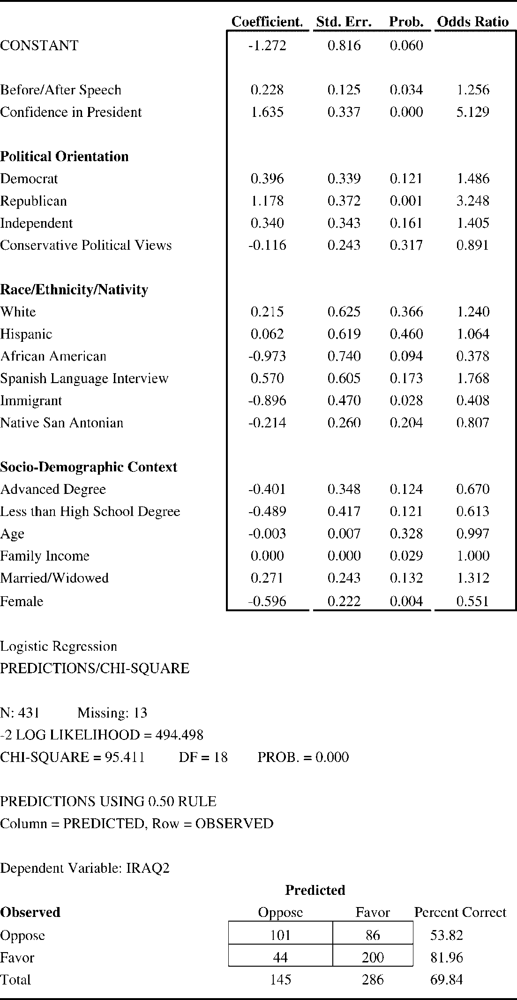 Coefficient. Std. Err. Prob. Odds Ratio
CONSTANT -1.272 0.816 0.060
Before/After Speech 0.228 0.125 0.034 1.256
Confidence in President 1.635 0.337 0.000 5.129
Political Orientation
Democrat 0.396 0.339 0.121 1.486
Republican 1.178 0.372 0.001 3.248
Independent 0.340 0.343 0.161 1.405
Conservative Political Views -0.116 0.243 0.317 0.891
Race/Ethnicity/Nativity
White 0.215 0.625 0.366 1.240
Hispanic 0.062 0.619 0.460 1.064
African American -0.973 0.740 0.094 0.378
Spanish Language Interview 0.570 0.605 0.173 1.768
Immigrant -0.896 0.470 0.028 0.408
Native San Antonian -0.214 0.260 0.204 0.807
Socio-Demographic Context
Advanced Degree -0.401 0.348 0.124 0.670
Less than High School Degree -0.489 0.417 0.121 0.613
Age -0.003 0.007 0.328 0.997
Family Income 0.000 0.000 0.029 1.000
Married/Widowed 0.271 0.243 0.132 1.312
Female -0.596 0.222 0.004 0.551
Logistic Regression
PREDICTIONS/CHI-SQUARE
N: 431 Missing: 13
-2 LOG LIKELIHOOD = 494.498
CHI-SQUARE = 95.411 DF = 18 PROB. = 0.000
PREDICTIONS USING 0.50 RULE
Column = PREDICTED, Row = OBSERVED
Dependent Variable: IRAQ2
Predicted
Observed Oppose Favor Percent Correct
Oppose 101 86 53.82
Favor 44 200 81.96
Total 145 286 69.84